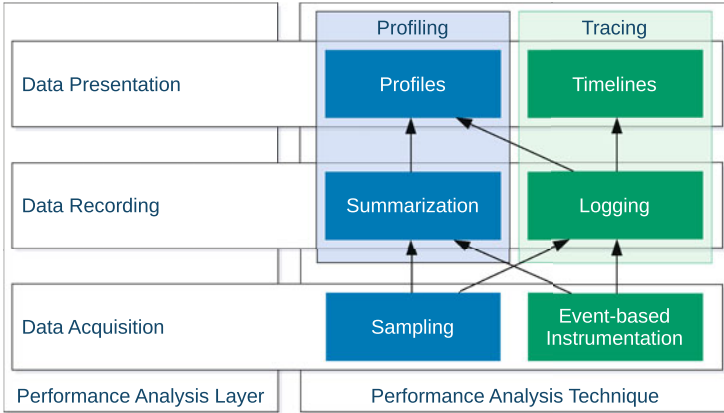 Profiling
Tracing
Data Presentation
Profiles
Timelines
Data Recording
Summarization
Logging
Data Acquisition
Sampling
Event-based
Instrumentation
Performance Analysis Layer
Performance Analysis Technique